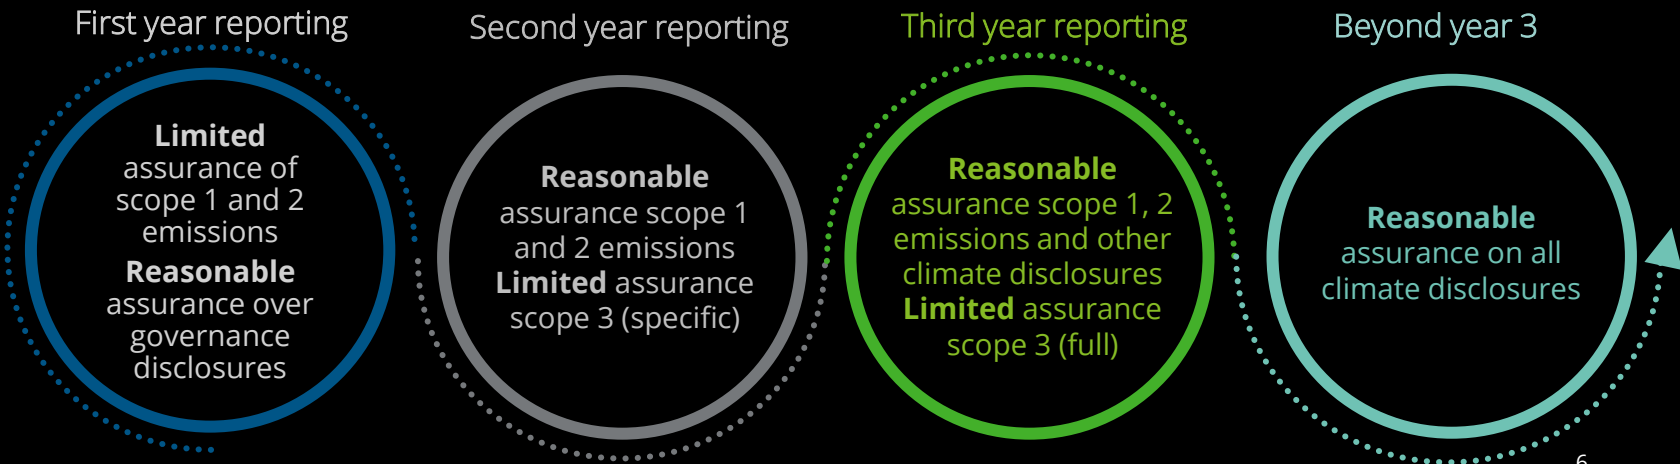 First year reporting
Limited
assurance of
scope 1 and 2
emissions
Reasonable
assurance over
governance
disclosures
Second year reporting
Reasonable
assurance scope 1
and 2 emissions
Limited assurance
scope 3 (specific)
Third year reporting
Reasonable
assurance scope 1, 2
emissions and other
climate disclosures
Limited assurance
scope 3 (full)
Beyond year 3
Reasonable
assurance on all
climate disclosures
6